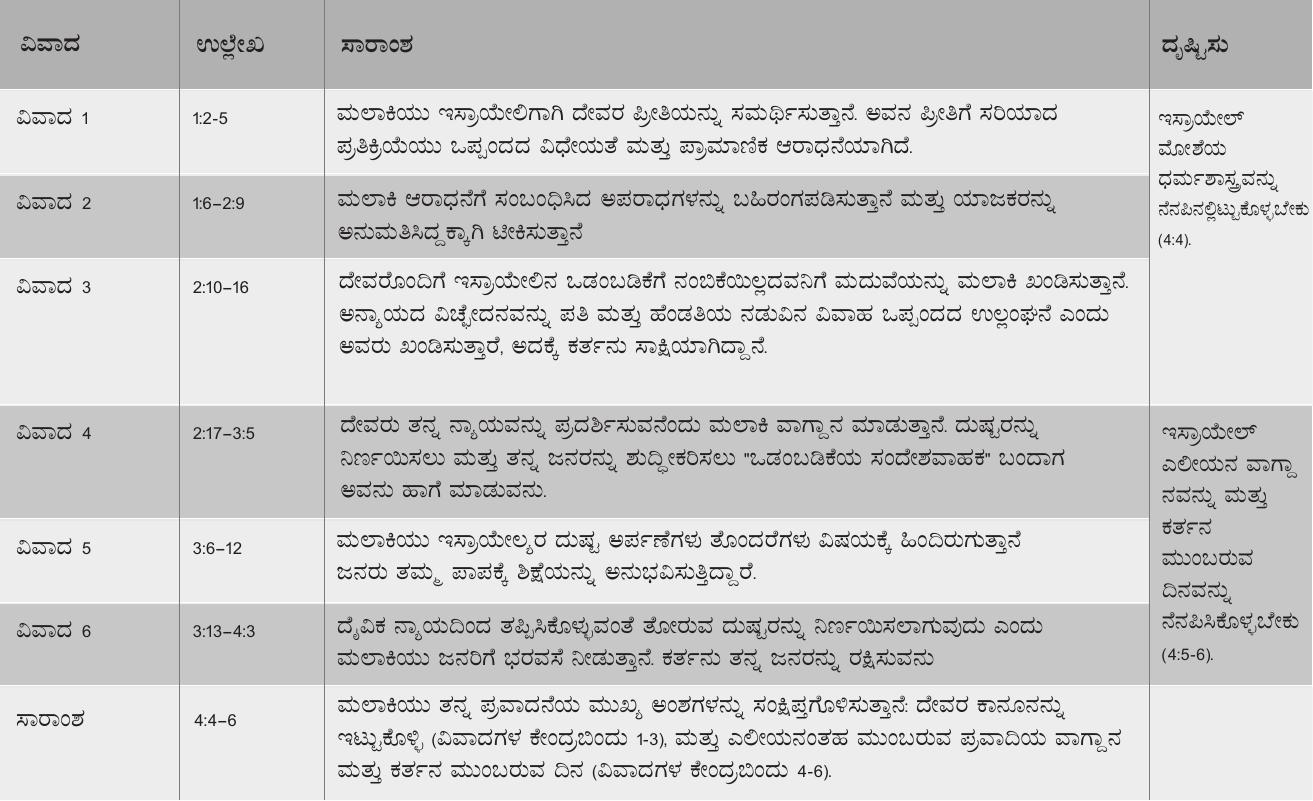 ವಿವಾದ ಉಲ್ಲೇಖ ಸಾರಾಂಶ ದೃಷ್ಟಿಸು
ವಿವಾದ 1
1:2-5
ಮಲಾಕಿಯು ಇಸ್ರಾಯೇಲಿಗಾಗಿ ದೇವರ ಪ್ರೀತಿಯನ್ನು ಸಮರ್ಥಿಸುತ್ತಾನೆ. ಅವನ ಪ್ರೀತಿಗೆ ಸರಿಯಾದ
ಪ್ರತಿಕ್ರಿಯೆಯು ಒಪ್ಪಂದದ ವಿಧೇಯತೆ ಮತ್ತು ಪ್ರಾಮಾಣಿಕ ಆರಾಧನೆಯಾಗಿದೆ.
ಇಸ್ರಾಯೇಲ್
ಮೋಶೆಯ
ಧರ್ಮಶಾಸ್ತ್ರವನ್ನು
ನೆನಪಿನಲ್ಲಿಟ್ಟುಕೊಳ್ಳಬೇಕು
(4:4).
ವಿವಾದ 2
1:6–2:9
ಮಲಾಕಿ ಆರಾಧನೆಗೆ ಸಂಬಂಧಿಸಿದ ಅಪರಾಧಗಳನ್ನು ಬಹಿರಂಗಪಡಿಸುತ್ತಾನೆ ಮತ್ತು ಯಾಜಕರನ್ನು
ಅನುಮತಿಸಿದ್ದಕ್ಕಾಗಿ ಟೀಕಿಸುತ್ತಾನೆ
ವಿವಾದ 3
2:10–16
ದೇವರೊಂದಿಗೆ ಇಸ್ರಾಯೇಲಿನ ಒಡಂಬಡಿಕೆಗೆ ನಂಬಿಕೆಯಿಲ್ಲದವನಿಗೆ ಮದುವೆಯನ್ನು ಮಲಾಕಿ ಖಂಡಿಸುತ್ತಾನೆ.
ಅನ್ಯಾಯದ ವಿಚ್ಛೇದನವನ್ನು ಪತಿ ಮತ್ತು ಹೆಂಡತಿಯ ನಡುವಿನ ವಿವಾಹ ಒಪ್ಪಂದದ ಉಲ್ಲಂಘನೆ ಎಂದು
ಅವರು ಖಂಡಿಸುತ್ತಾರೆ, ಅದಕ್ಕೆ ಕರ್ತನು ಸಾಕ್ಷಿಯಾಗಿದ್ದಾನೆ.
ವಿವಾದ 4
2:17–3:5
ದೇವರು ತನ್ನ ನ್ಯಾಯವನ್ನು ಪ್ರದರ್ಶಿಸುವನೆಂದು ಮಲಾಕಿ ವಾಗ್ದಾನ ಮಾಡುತ್ತಾನೆ. ದುಷ್ಟರನ್ನು
ನಿರ್ಣಯಿಸಲು ಮತ್ತು ತನ್ನ ಜನರನ್ನು ಶುದ್ಧೀಕರಿಸಲು "ಒಡಂಬಡಿಕೆಯ ಸಂದೇಶವಾಹಕ" ಬಂದಾಗ
ಅವನು ಹಾಗೆ ಮಾಡುವನು.
ಇಸ್ರಾಯೇಲ್
ಎಲೀಯನ ವಾಗ್ದಾ
ನವನ್ನು ಮತ್ತು
ಕರ್ತನ
ಮುಂಬರುವ
ದಿನವನ್ನು
ನೆನಪಿಸಿಕೊಳ್ಳಬೇಕು
(4:5-6).
ವಿವಾದ 5
3:6–12
ಮಲಾಕಿಯು ಇಸ್ರಾಯೇಲ್ಯರ ದುಷ್ಟ ಅರ್ಪಣೆಗಳು ತೊಂದರೆಗಳು ವಿಷಯಕ್ಕೆ ಹಿಂದಿರುಗುತ್ತಾನೆ
ಜನರು ತಮ್ಮ ಪಾಪಕ್ಕೆ ಶಿಕ್ಷೆಯನ್ನು ಅನುಭವಿಸುತ್ತಿದ್ದಾರೆ.
ವಿವಾದ 6
3:13–4:3
ದೈವಿಕ ನ್ಯಾಯದಿಂದ ತಪ್ಪಿಸಿಕೊಳ್ಳುವಂತೆ ತೋರುವ ದುಷ್ಟರನ್ನು ನಿರ್ಣಯಿಸಲಾಗುವುದು ಎಂದು
ಮಲಾಕಿಯು ಜನರಿಗೆ ಭರವಸೆ ನೀಡುತ್ತಾನೆ. ಕರ್ತನು ತನ್ನ ಜನರನ್ನು ರಕ್ಷಿಸುವನು
ಸಾರಾಂಶ
4:4–6
ಮಲಾಕಿಯು ತನ್ನ ಪ್ರವಾದನೆಯ ಮುಖ್ಯ ಅಂಶಗಳನ್ನು ಸಂಕ್ಷಿಪ್ತಗೊಳಿಸುತ್ತಾನೆ: ದೇವರ ಕಾನೂನನ್ನು
ಇಟ್ಟುಕೊಳ್ಳಿ (ವಿವಾದಗಳ ಕೇಂದ್ರಬಿಂದು 1-3), ಮತ್ತು ಎಲೀಯನಂತಹ ಮುಂಬರುವ ಪ್ರವಾದಿಯ ವಾಗ್ದಾನ
ಮತ್ತು ಕರ್ತನ ಮುಂಬರುವ ದಿನ (ವಿವಾದಗಳ ಕೇಂದ್ರಬಿಂದು 4-6).